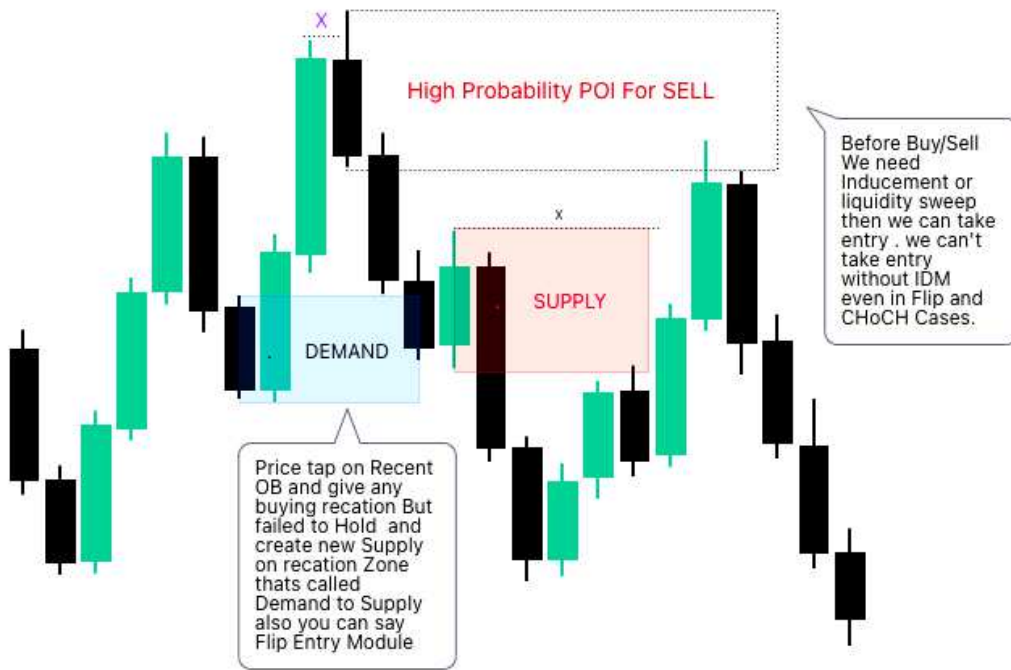 X
High Probability POI For SELL
Before Buy/Sell
We need
Inducement or
liquidity sweep
then we can take
entry . we can't
take entry
without IDM
even in Flip and
CHoCH Cases.
x
SUPPLY
DEMAND
Price tap on Recent
OB and give any
buying recation But
failed to Hold  and
create new Supply
on recation Zone
thats called
Demand to Supply
also you can say
Flip Entry Module